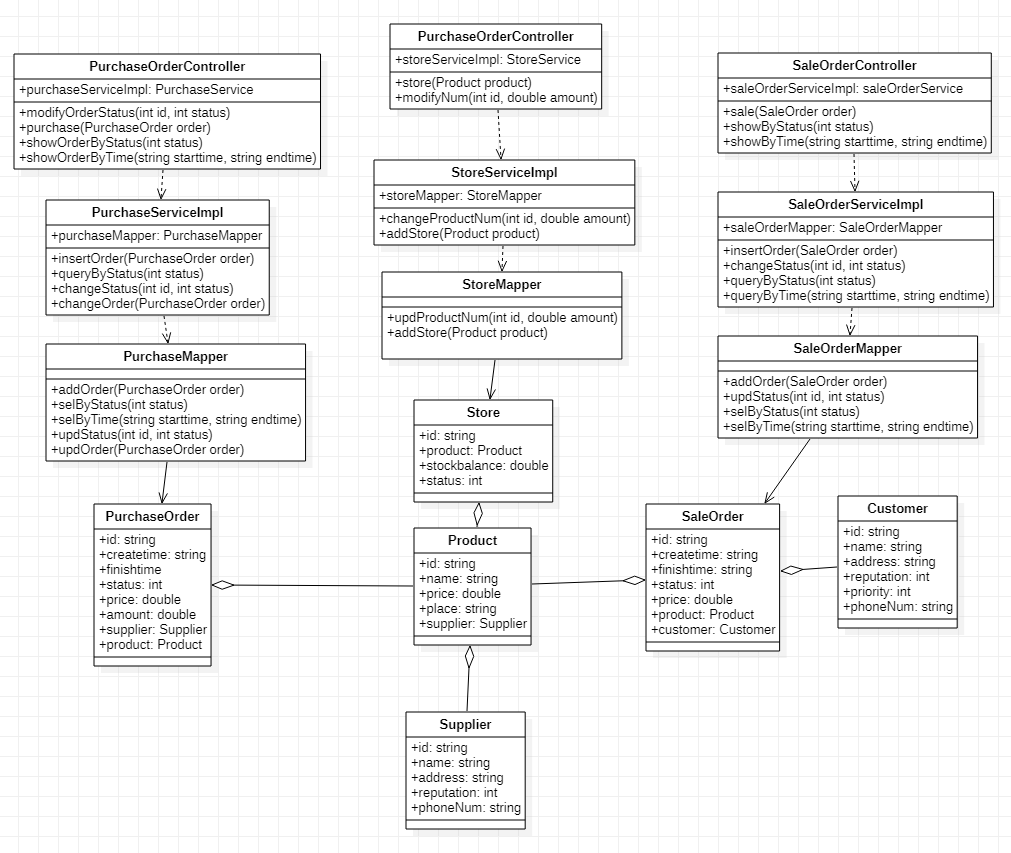 PurchaseOrderController
+purchaseServiceImpl: PurchaseService
+modifyOrderStatus(int id, int status)
+purchase(PurchaseOrder order)
+showOrderByStatus(int status)
+showOrderByTime(string starttime, string endtime)
PurchaseServiceImpl
+purchaseMapper: PurchaseMapper
+insertOrder(PurchaseOrder order)
+queryByStatus(int status)
+changeStatus(int id, int status)
+changeOrder(PurchaseOrder order)
PurchaseMapper
+addOrder(PurchaseOrder order)
+selByStatus(int status)
+selByTime(string starttime, string endtime)
+updStatus(int id, int status)
+updOrder(PurchaseOrder order)
PurchaseOrder
+id: string
+createtime: string
+finishtime
+status: int
+price: double
+amount: double
+supplier: Supplier
+product: Product
PurchaseOrderController
+storeServiceImpl: StoreService
+store(Product product)
+modifyNum(int id, double amount)
StoreServiceImpl
+storeMapper: StoreMapper
+changeProductNum(int id, double amount)
+addStore(Product product)
StoreMapper
+updProductNum(int id, double amount)
+addStore(Product product)
Store
+id: string
+product: Product
+stockbalance: double
+status: int
Product
+id: string
+name: string
+price: double
+place: string
+supplier: Supplier
Supplier
+id: string
+name: string
+address: string
+reputation: int
+phoneNum: string
SaleOrderController
+saleOrderServiceImpl: saleOrderService
+sale(SaleOrder order)
+showByStatus(int status)
+showByTime(string starttime, string endtime)
SaleOrderServiceImpl
+saleOrderMapper: SaleOrderMapper
+insertOrder(SaleOrder order)
+changeStatus(int id, int status)
+queryByStatus(int status)
+queryByTime(string starttime, string endtime)
SaleOrderMapper
+addOrder(SaleOrder order)
+updStatus(int id, int status)
+selByStatus(int status)
+selByTime(string starttime, string endtime)
SaleOrder
+id: string
+createtime: string
+finishtime: string
+status: int
+price: double
+product: Product
+customer: Customer
Customer
+id: string
+name: string
+address: string
+reputation: int
+priority: int
+phoneNum: string